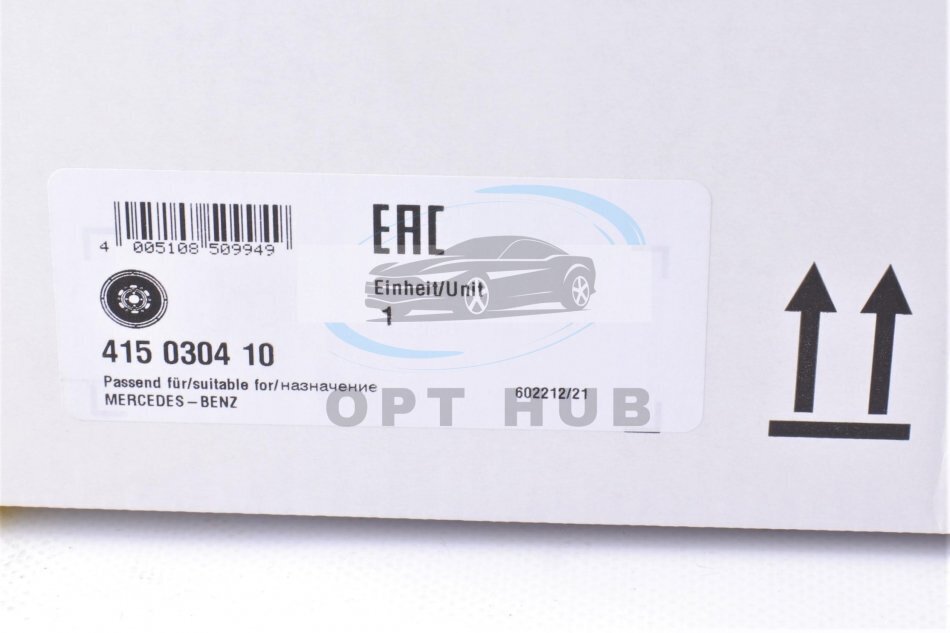 4 005108 509949
EAC
Einheit/Unit
1
415 0304 10
Passend für/suitable for/назначение
MERCEDES–BENZ
602212/21
OPT HUB